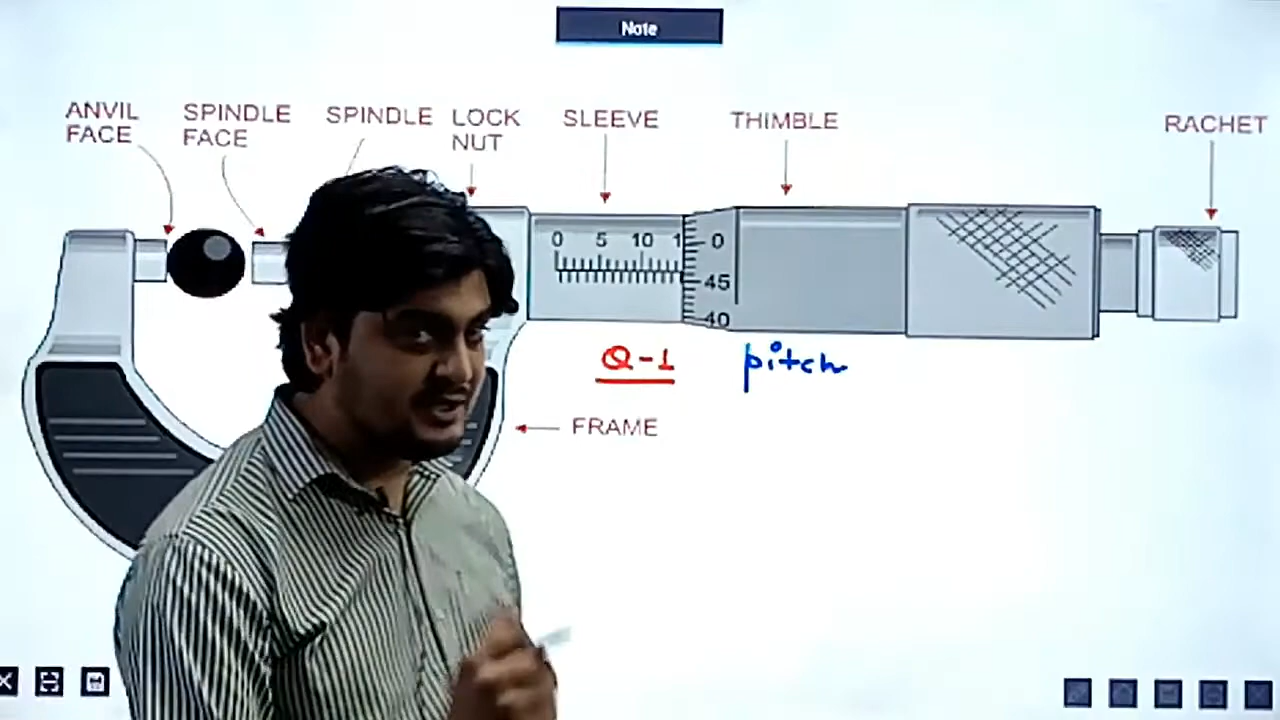 Note
ANVIL FACE
SPINDLE FACE
SPINDLE
LOCK NUT
SLEEVE
THIMBLE
RACHET
0 5 10 1
0
45
40
Q-1
pitch
FRAME